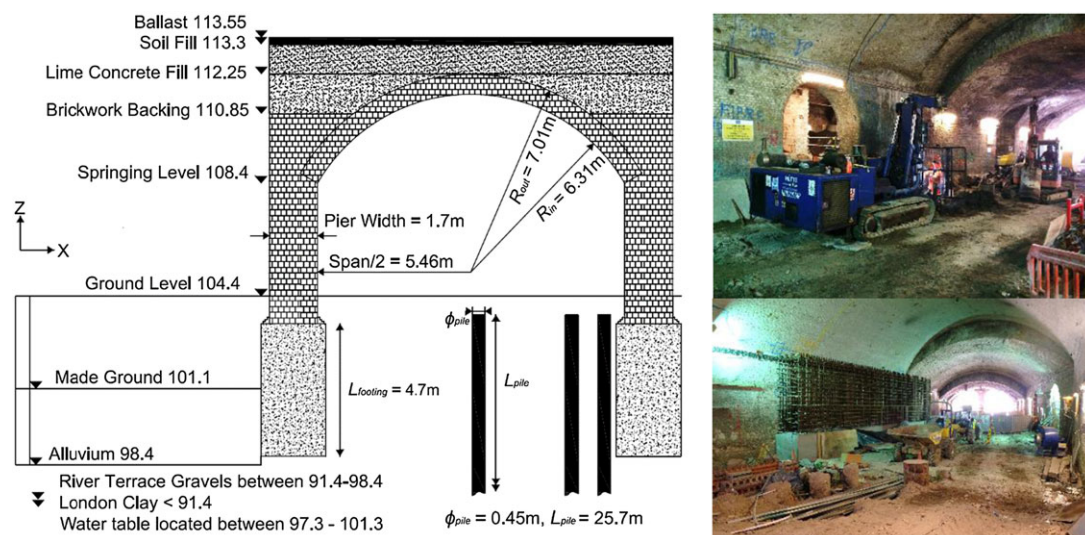 Ballast 113.55
Soil Fill 113.3
Lime Concrete Fill 112.25
Brickwork Backing 110.85
Springing Level 108.4
Rout = 7.01m
Rin = 6.31m
Pier Width = 1.7m
Z
X
Span/2 = 5.46m
Ground Level 104.4
ϕpile
Lpile
Made Ground 101.1
Lfooting = 4.7m
Alluvium 98.4
River Terrace Gravels between 91.4-98.4
London Clay < 91.4
Water table located between 97.3 - 101.3
ϕpile = 0.45m, Lpile = 25.7m
FIBRE